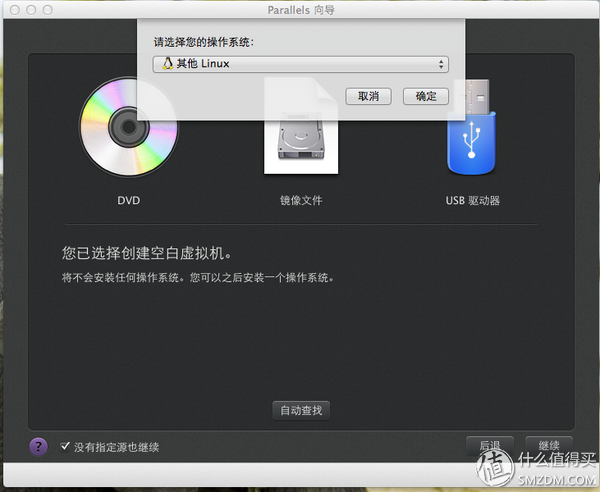 Parallels 向导
请选择您的操作系统：
其他 Linux
取消
确定
DVD
镜像文件
USB 驱动器
您已选择创建空白虚拟机。
将不会安装任何操作系统。您可以之后安装一个操作系统。
自动查找
?
没有指定源也继续
后退
继续
值 什么值得买
SMZDM.COM